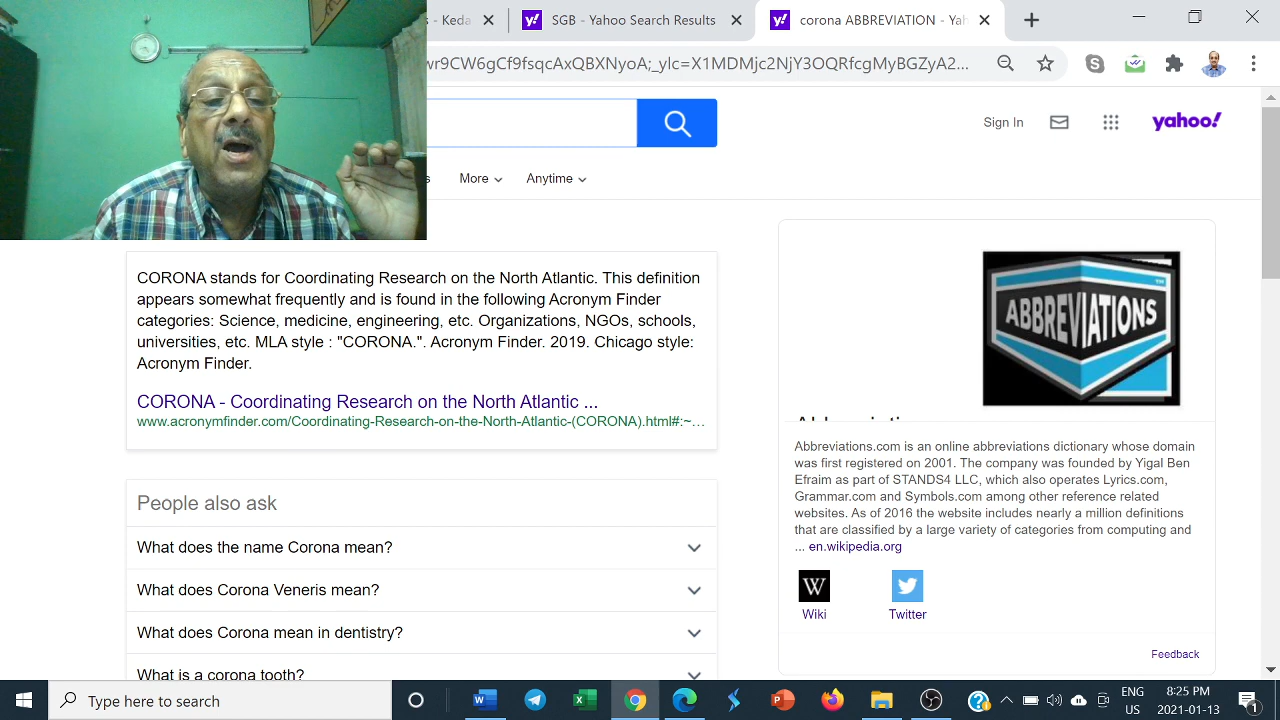 s - Keda
SGB - Yahoo Search Results
corona ABBREVIATION - Yah
wr9CW6gCf9fsqcAxQBXNyoA;_ylc=X1MDMjc2NjY3OQRfcgMyBGZyA2...
Sign In
yahoo!
s
More
Anytime
CORONA stands for Coordinating Research on the North Atlantic. This definition
appears somewhat frequently and is found in the following Acronym Finder
categories: Science, medicine, engineering, etc. Organizations, NGOs, schools,
universities, etc. MLA style : "CORONA.". Acronym Finder. 2019. Chicago style:
Acronym Finder.
CORONA - Coordinating Research on the North Atlantic ...
www.acronymfinder.com/Coordinating-Research-on-the-North-Atlantic-(CORONA).html#:~…
People also ask
What does the name Corona mean?
What does Corona Veneris mean?
What does Corona mean in dentistry?
What is a corona tooth?
ABBREVIATIONS
TM
Abbreviations.com is an online abbreviations dictionary whose domain
was first registered on 2001. The company was founded by Yigal Ben
Efraim as part of STANDS4 LLC, which also operates Lyrics.com,
Grammar.com and Symbols.com among other reference related
websites. As of 2016 the website includes nearly a million definitions
that are classified by a large variety of categories from computing and
... en.wikipedia.org
W
Wiki
Twitter
Feedback
Type here to search
ENG
US
8:25 PM
2021-01-13